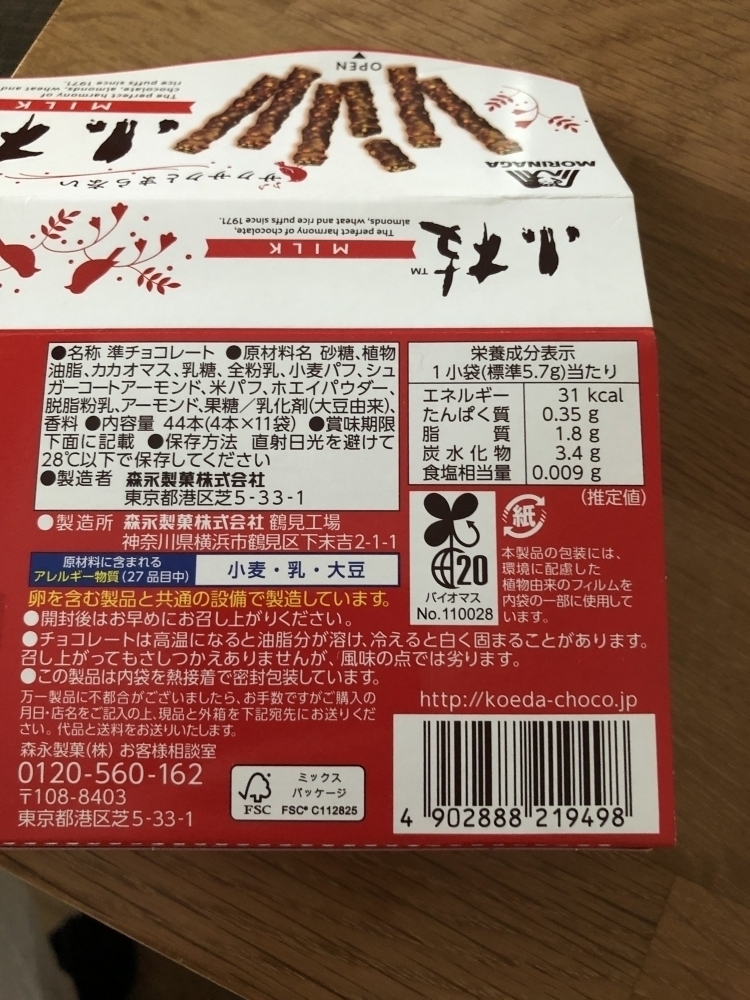 OPEN
The perfect harmony of
chocolate, almonds, wheat and
rice puffs since 1971.
MILK
小枝
サクサクとまらない
MORINAGA
The perfect harmony of chocolate,
almonds, wheat and rice puffs since 1971.
MILK
小枝™
●名称 準チョコレート ●原材料名 砂糖、植物
油脂、カカオマス、乳糖、全粉乳、小麦パフ、シュ
ガーコートアーモンド、米パフ、ホエイパウダー、
脱脂粉乳、アーモンド、果糖/乳化剤(大豆由来)、
香料 ●内容量 44本(4本×11袋) ●賞味期限
下面に記載 ●保存方法 直射日光を避けて
28℃以下で保存してください
●製造者 森永製菓株式会社
東京都港区芝5-33-1
●製造所 森永製菓株式会社 鶴見工場
神奈川県横浜市鶴見区下末吉2-1-1
原材料に含まれる
アレルギー物質(27品目中)
小麦・乳・大豆
卵を含む製品と共通の設備で製造しています。
●開封後はお早めにお召し上がりください。
●チョコレートは高温になると油脂分が溶け、冷えると白く固まることがあります。
召し上がってもさしつかえありませんが、風味の点では劣ります。
●この製品は内袋を熱接着で密封包装しています。
万一製品に不都合がございましたら、お手数ですがご購入の
月日・店名をご記入の上、現品と外箱を下記宛先にお送りくだ
さい。代品と送料をお送りいたします。
森永製菓(株) お客様相談室
0120-560-162
〒108-8403
東京都港区芝5-33-1
FSC
ミックス
パッケージ
FSC® C112825
栄養成分表示
1小袋(標準5.7g)当たり
エネルギー 31 kcal
たんぱく質 0.35 g
脂質 1.8 g
炭水化物 3.4 g
食塩相当量 0.009 g
(推定値)
20
バイオマス
No.110028
紙
本製品の包装には、
環境に配慮した
植物由来のフィルムを
内袋の一部に使用して
います。
http://koeda-choco.jp
4 902888 219498